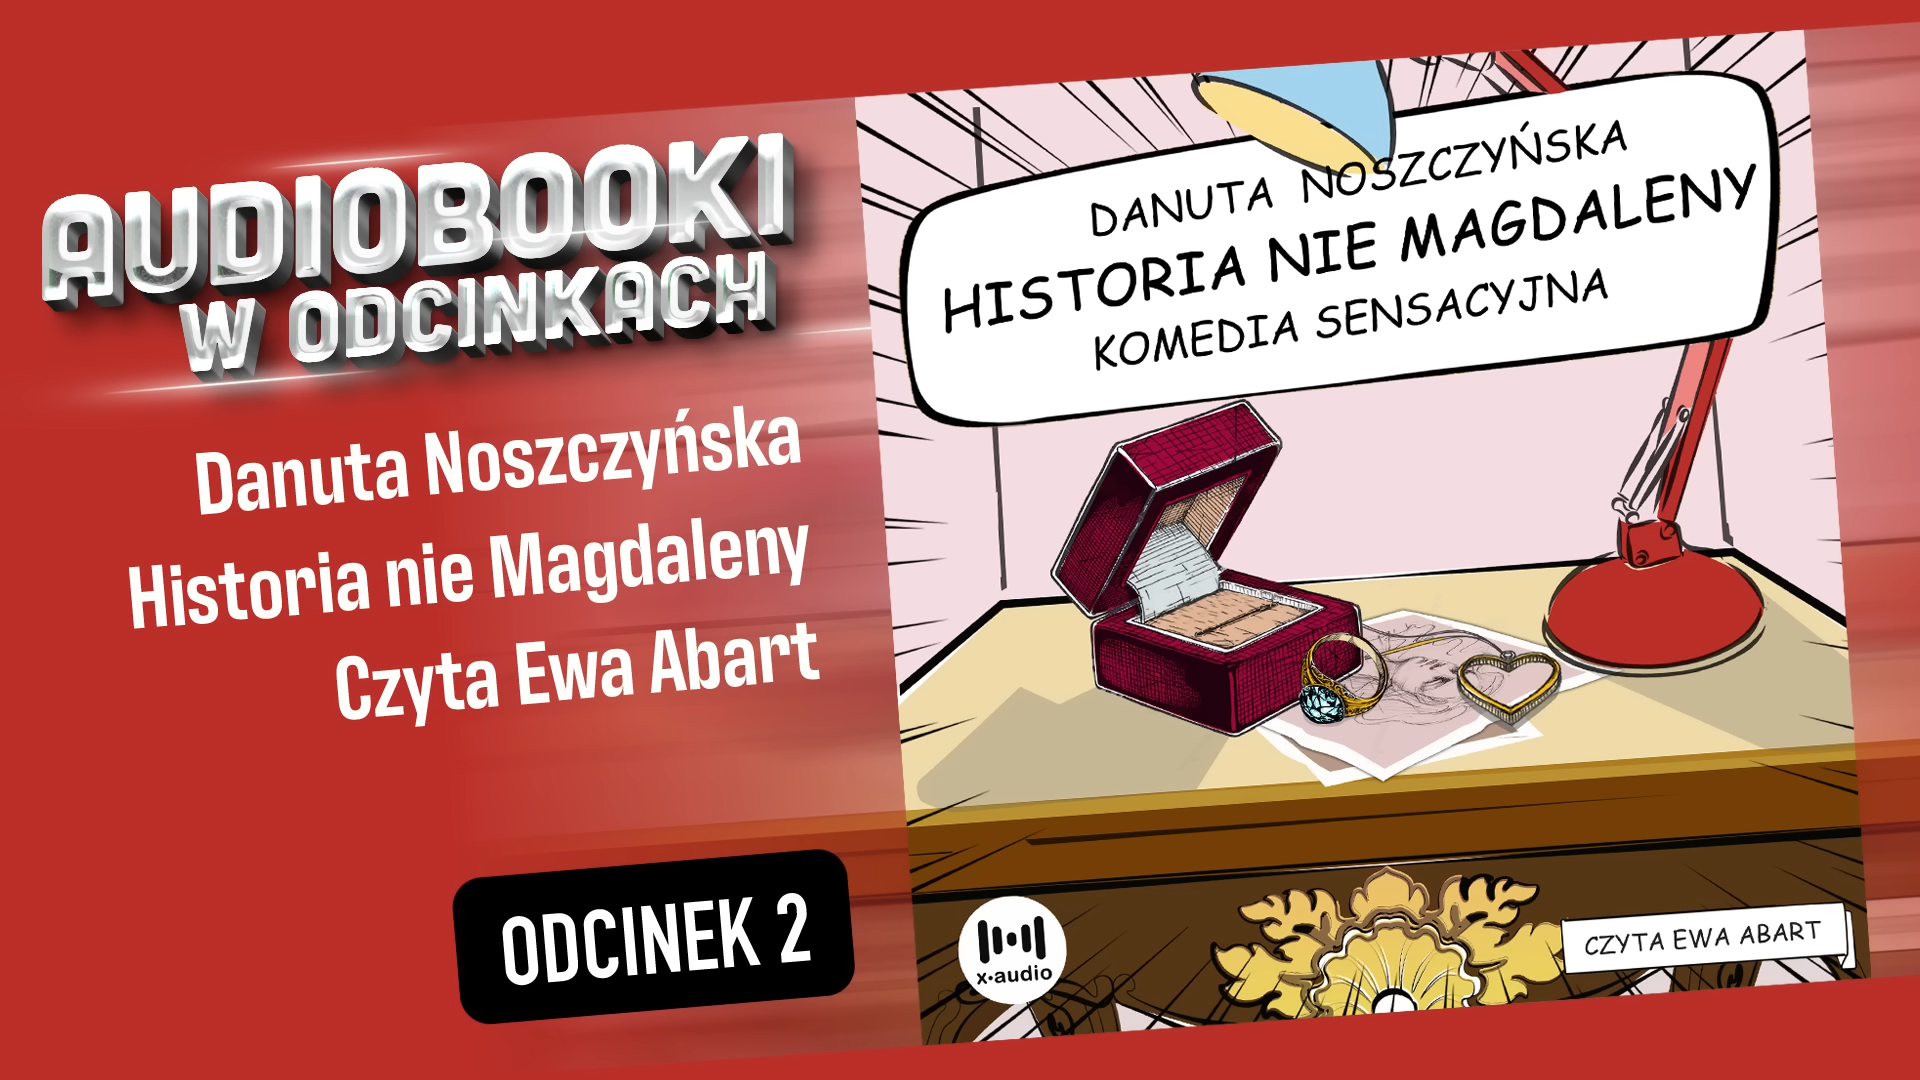 AUDIOBOOKI
W ODCINKACH
Danuta Noszczyńska
Historia nie Magdaleny
Czyta Ewa Abart
ODCINEK 2
DANUTA NOSZCZYŃSKA
HISTORIA NIE MAGDALENY
KOMEDIA SENSACYJNA
x•audio
CZYTA EWA ABART